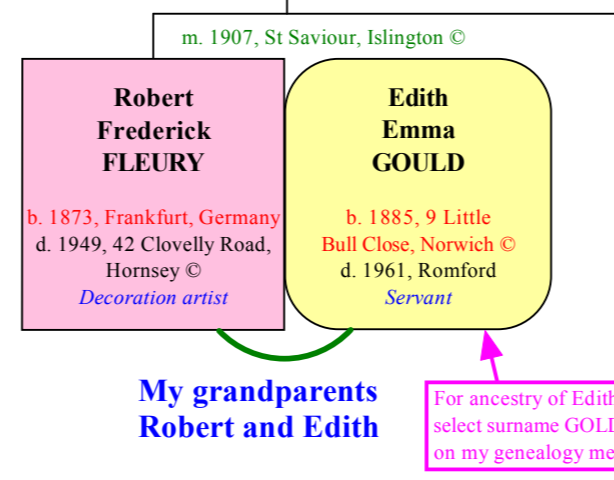 m. 1907, St Saviour, Islington ©
Robert
Frederick
FLEURY
b. 1873, Frankfurt, Germany
d. 1949, 42 Clovelly Road,
Hornsey ©
Decoration artist
Edith
Emma
GOULD
b. 1885, 9 Little
Bull Close, Norwich ©
d. 1961, Romford
Servant
My grandparents
Robert and Edith
For ancestry of Edith
select surname GOUL
on my genealogy me